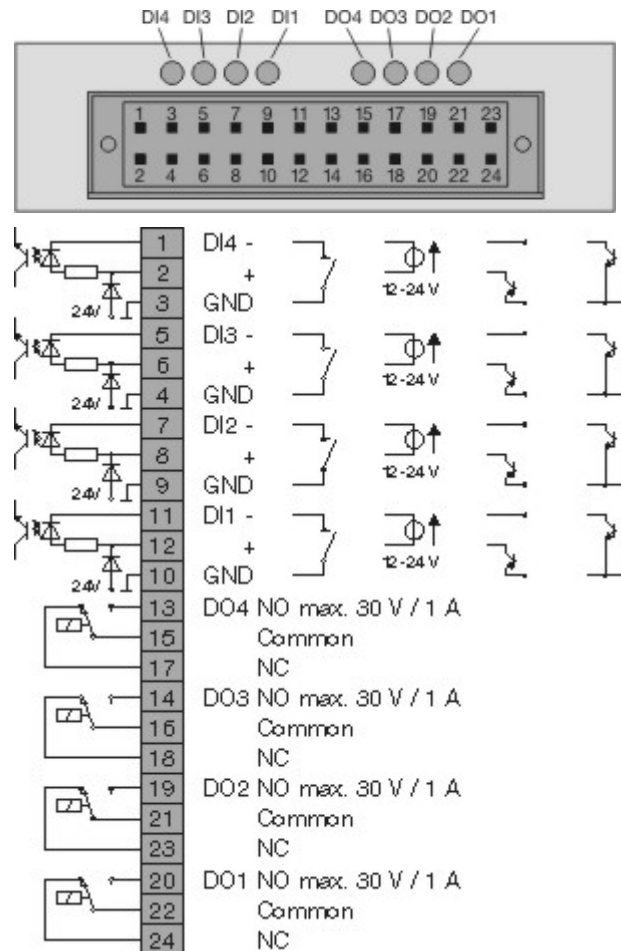 DI4 DI3 DI2 DI1 DO4 DO3 DO2 DO1
1 3 5 7 9 11 13 15 17 19 21 23
2 4 6 8 10 12 14 16 18 20 22 24
1 DI4 -
2 + 12-24 V
24V 3 GND
5 DI3 -
6 + 12-24 V
24V 4 GND
7 DI2 -
8 + 12-24 V
24V 9 GND
11 DI1 -
12 + 12-24 V
24V 10 GND
13 DO4 NO max. 30 V / 1 A
15 Common
17 NC
14 DO3 NO max. 30 V / 1 A
16 Common
18 NC
19 DO2 NO max. 30 V / 1 A
21 Common
23 NC
20 DO1 NO max. 30 V / 1 A
22 Common
24 NC